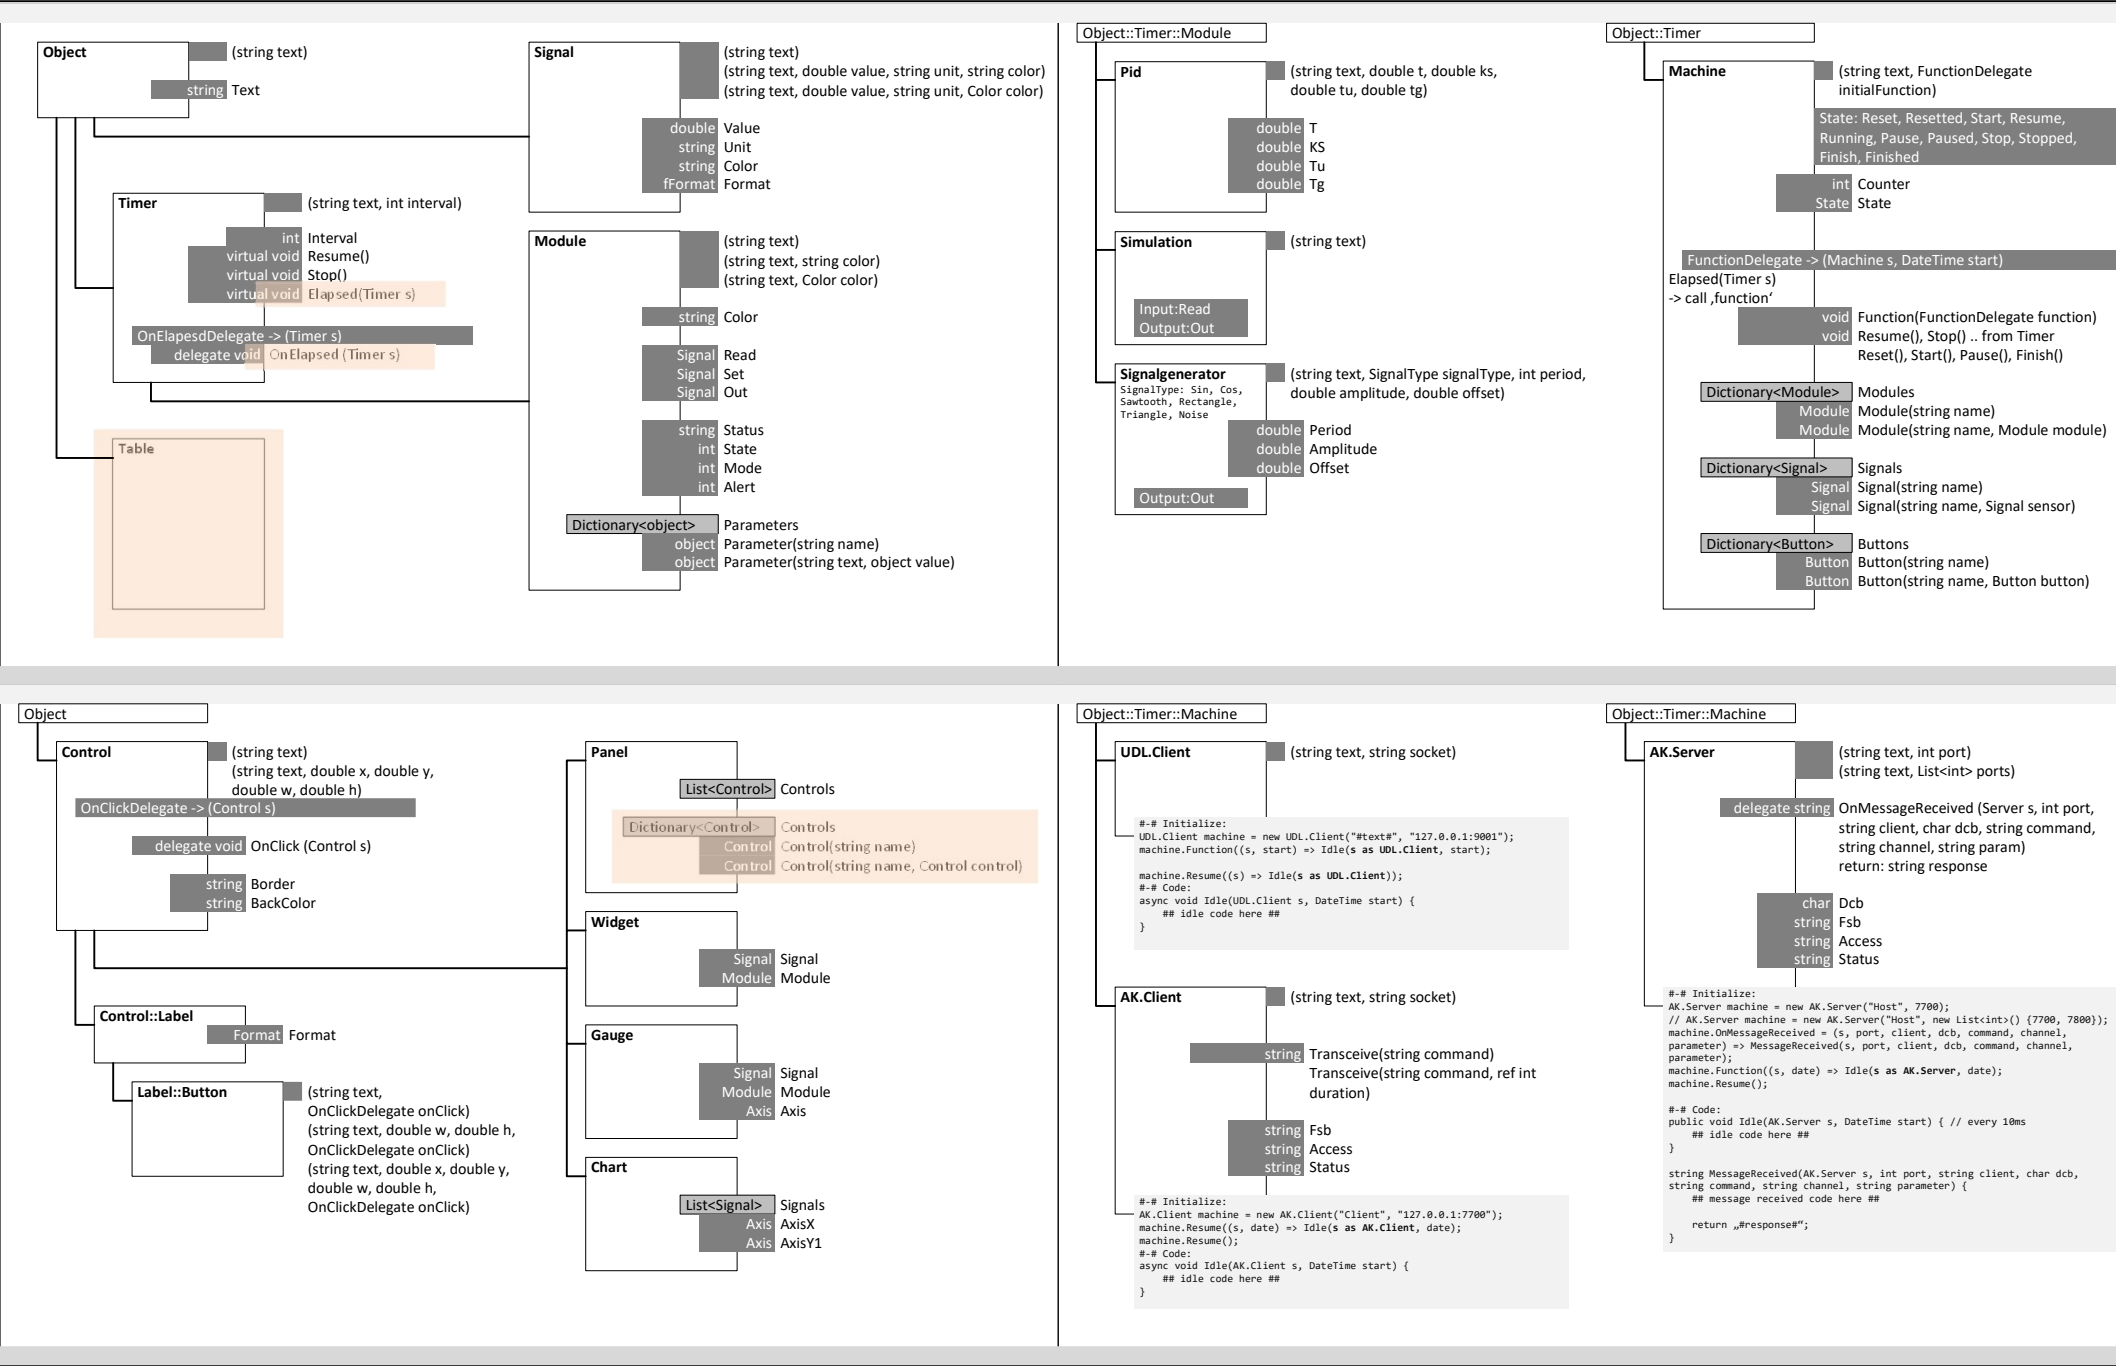 Object
(string text)
string Text
Signal
(string text)
(string text, double value, string unit, string color)
(string text, double value, string unit, Color color)
double Value
string Unit
string Color
fFormat Format
Timer
(string text, int interval)
int Interval
virtual void Resume()
virtual void Stop()
virtual void Elapsed(Timer s)
OnElapesdDelegate -> (Timer s)
delegate void OnElapsed (Timer s)
Table
Module
(string text)
(string text, string color)
(string text, Color color)
string Color
Signal Read
Signal Set
Signal Out
string Status
int State
int Mode
int Alert
Dictionary<object> Parameters
object Parameter(string name)
object Parameter(string text, object value)
Object::Timer::Module
Pid
(string text, double t, double ks,
double tu, double tg)
double T
double KS
double Tu
double Tg
Simulation
(string text)
Input:Read
Output:Out
Signalgenerator
SignalType: Sin, Cos,
Sawtooth, Rectangle,
Triangle, Noise
(string text, SignalType signalType, int period,
double amplitude, double offset)
double Period
double Amplitude
double Offset
Output:Out
Object::Timer
Machine
(string text, FunctionDelegate
initialFunction)
State: Reset, Resetted, Start, Resume,
Running, Pause, Paused, Stop, Stopped,
Finish, Finished
int Counter
State State
FunctionDelegate -> (Machine s, DateTime start)
Elapsed(Timer s)
-> call ‚function‘
void Function(FunctionDelegate function)
void Resume(), Stop() .. from Timer
Reset(), Start(), Pause(), Finish()
Dictionary<Module> Modules
Module Module(string name)
Module Module(string name, Module module)
Dictionary<Signal> Signals
Signal Signal(string name)
Signal Signal(string name, Signal sensor)
Dictionary<Button> Buttons
Button Button(string name)
Button Button(string name, Button button)
Object
Control
(string text)
(string text, double x, double y,
double w, double h)
OnClickDelegate -> (Control s)
delegate void OnClick (Control s)
string Border
string BackColor
Control::Label
Format Format
Label::Button
(string text,
OnClickDelegate onClick)
(string text, double w, double h,
OnClickDelegate onClick)
(string text, double x, double y,
double w, double h,
OnClickDelegate onClick)
Panel
List<Control> Controls
Dictionary<Control> Controls
Control Control(string name)
Control Control(string name, Control control)
Widget
Signal Signal
Module Module
Gauge
Signal Signal
Module Module
Axis Axis
Chart
List<Signal> Signals
Axis AxisX
Axis AxisY1
Object::Timer::Machine
UDL.Client
(string text, string socket)
#-# Initialize:
UDL.Client machine = new UDL.Client("#text#", "127.0.0.1:9001");
machine.Function((s, start) => Idle(s as UDL.Client, start);
machine.Resume((s) => Idle(s as UDL.Client));
#-# Code:
async void Idle(UDL.Client s, DateTime start) {
## idle code here ##
}
AK.Client
(string text, string socket)
string Transceive(string command)
Transceive(string command, ref int
duration)
string Fsb
string Access
string Status
#-# Initialize:
AK.Client machine = new AK.Client("Client", "127.0.0.1:7700");
machine.Resume((s, date) => Idle(s as AK.Client, date);
machine.Resume();
#-# Code:
async void Idle(AK.Client s, DateTime start) {
## idle code here ##
}
Object::Timer::Machine
AK.Server
(string text, int port)
(string text, List<int> ports)
delegate string OnMessageReceived (Server s, int port,
string client, char dcb, string command,
string channel, string param)
return: string response
char Dcb
string Fsb
string Access
string Status
#-# Initialize:
AK.Server machine = new AK.Server("Host", 7700);
// AK.Server machine = new AK.Server("Host", new List<int>() {7700, 7800});
machine.OnMessageReceived = (s, port, client, dcb, command, channel,
parameter) => MessageReceived(s, port, client, dcb, command, channel,
parameter);
machine.Function((s, date) => Idle(s as AK.Server, date);
machine.Resume();
#-# Code:
public void Idle(AK.Server s, DateTime start) { // every 10ms
## idle code here ##
}
string MessageReceived(AK.Server s, int port, string client, char dcb,
string command, string channel, string parameter) {
## message received code here ##
return „#response#“;
}